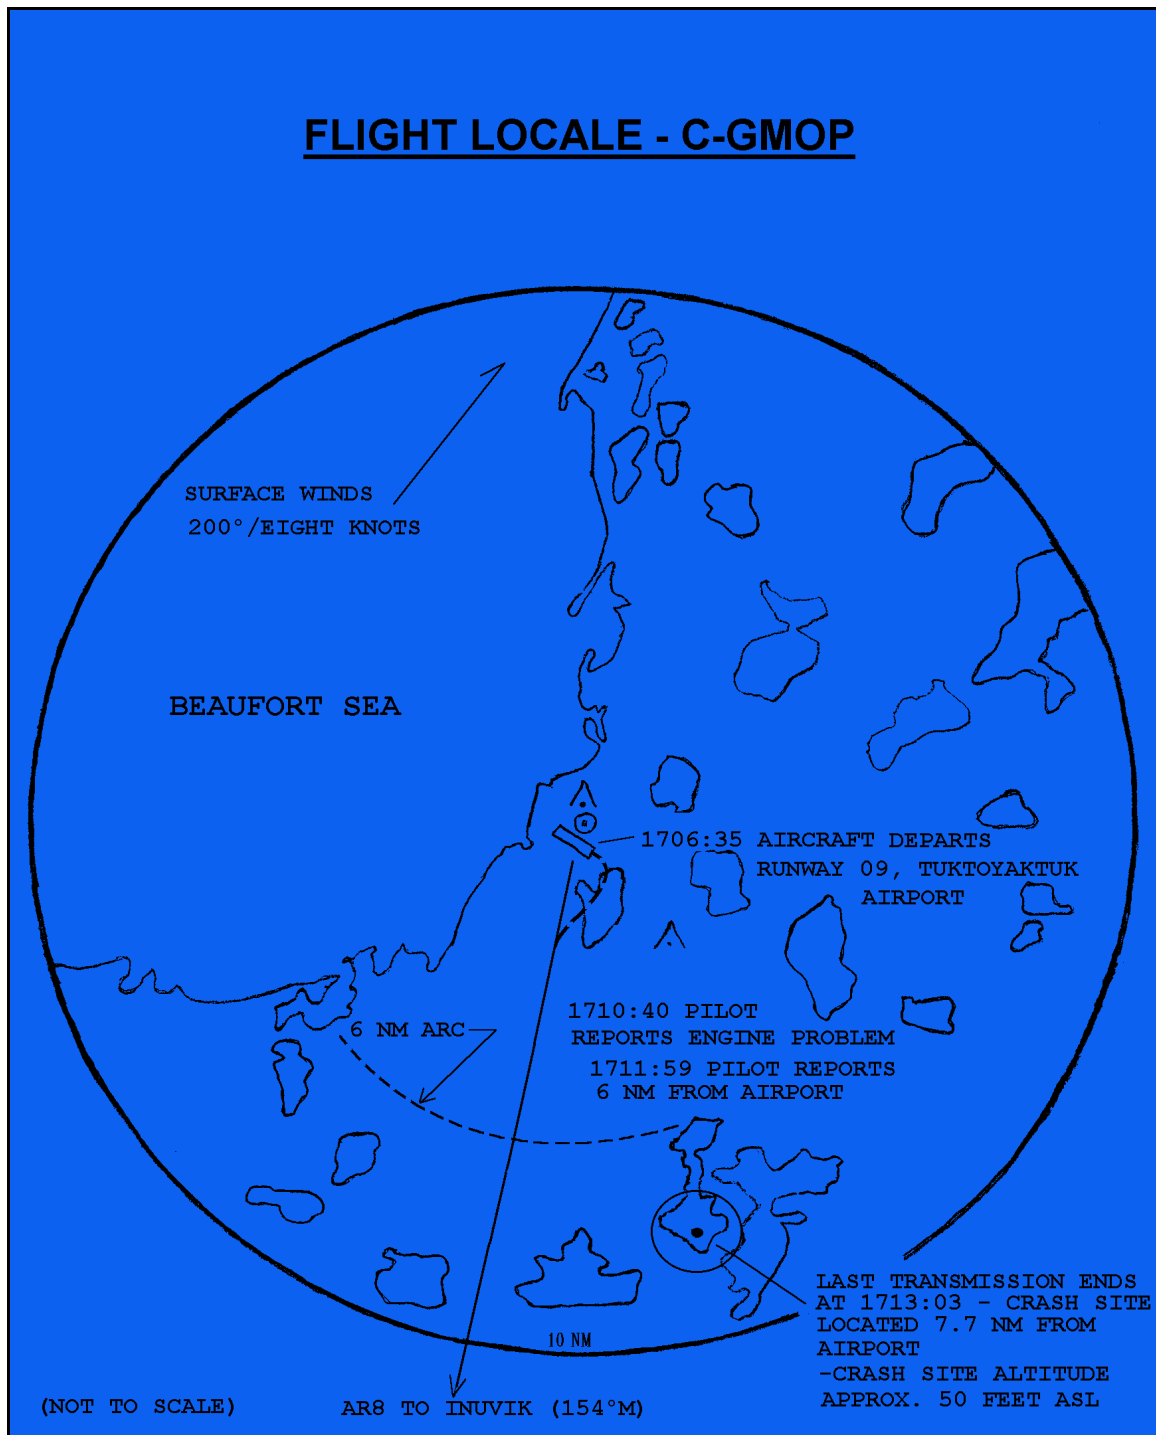 FLIGHT LOCALE - C-GMOP
SURFACE WINDS
200°/EIGHT KNOTS
BEAUFORT SEA
1706:35 AIRCRAFT DEPARTS
RUNWAY 09, TUKTOYAKTUK
AIRPORT
1710:40 PILOT
REPORTS ENGINE PROBLEM
6 NM ARC
1711:59 PILOT REPORTS
6 NM FROM AIRPORT
LAST TRANSMISSION ENDS
AT 1713:03 - CRASH SITE
LOCATED 7.7 NM FROM
AIRPORT
-CRASH SITE ALTITUDE
APPROX. 50 FEET ASL
10 NM
(NOT TO SCALE)
AR8 TO INUVIK (154°M)